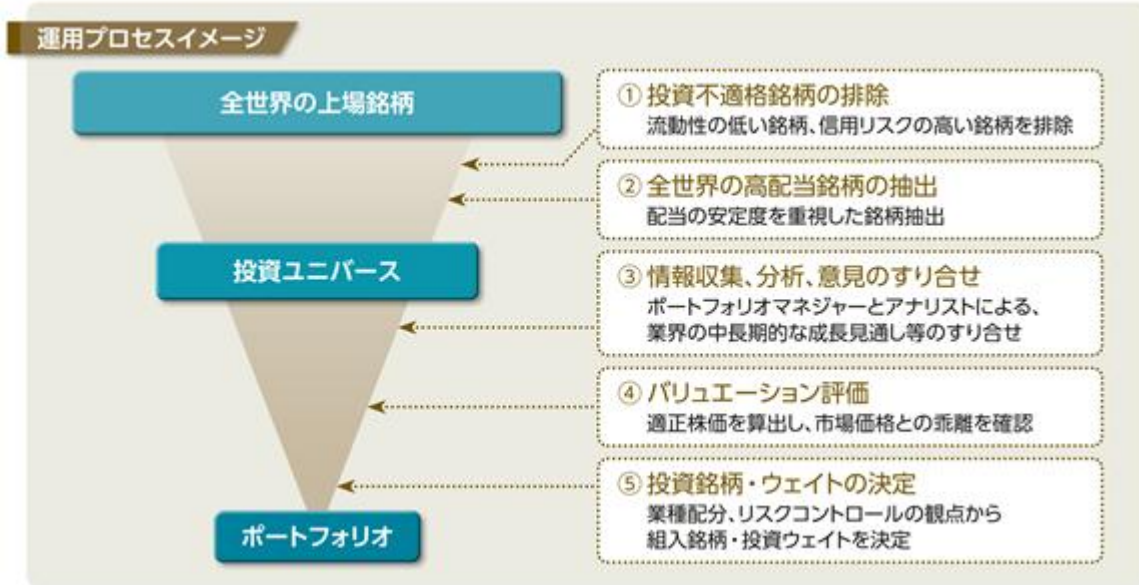 運用プロセスイメージ
全世界の上場銘柄
投資ユニバース
ポートフォリオ
① 投資不適格銘柄の排除
流動性の低い銘柄、信用リスクの高い銘柄を排除
② 全世界の高配当銘柄の抽出
配当の安定度を重視した銘柄抽出
③ 情報収集、分析、意見のすり合せ
ポートフォリオマネジャーとアナリストによる、
業界の中長期的な成長見通し等のすり合せ
④ バリュエーション評価
適正株価を算出し、市場価格との乖離を確認
⑤ 投資銘柄・ウェイトの決定
業種配分、リスクコントロールの観点から
組入銘柄・投資ウェイトを決定